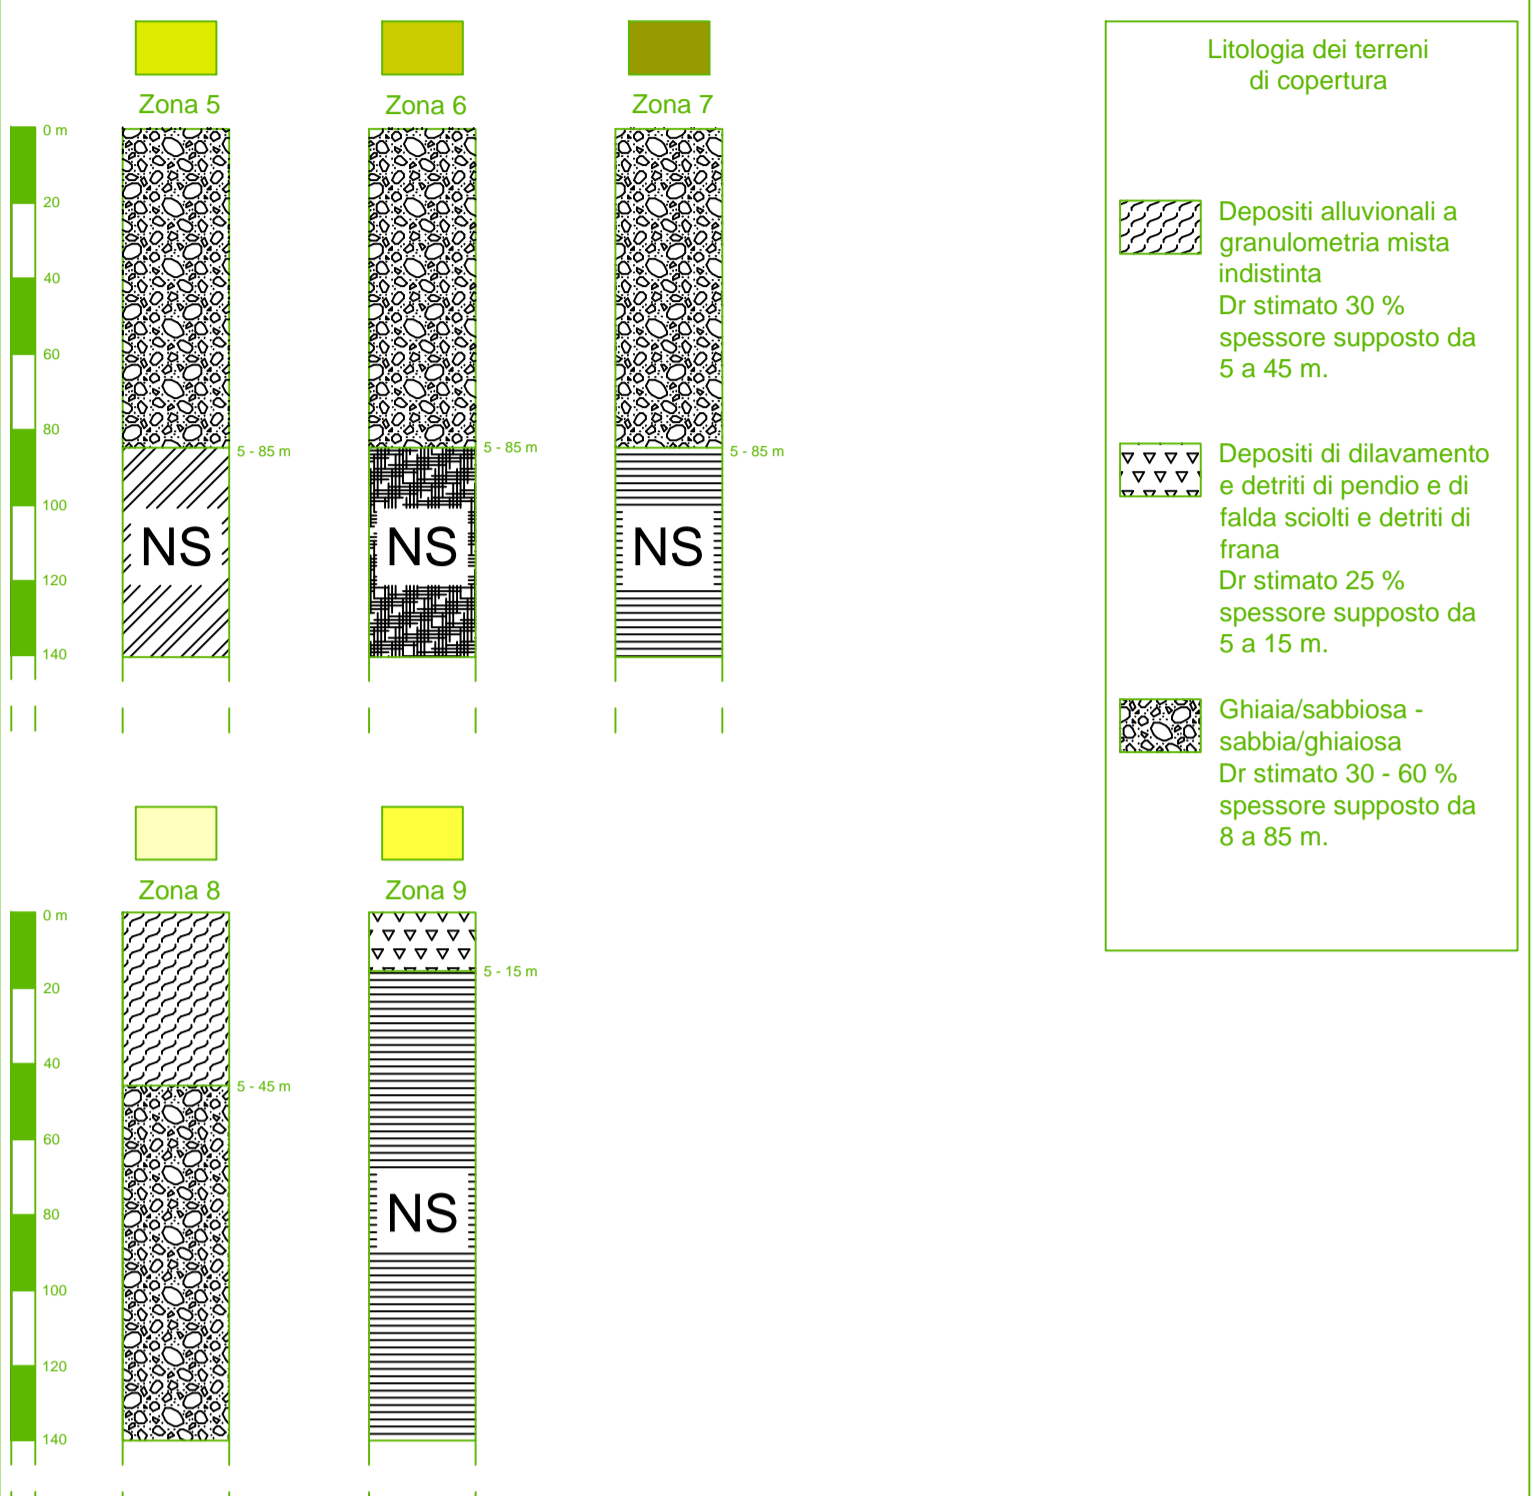 Zona 5
Zona 6
Zona 7
0 m
20
40
60
80
100
120
140
5 - 85 m
5 - 85 m
5 - 85 m
NS
NS
NS
Zona 8
Zona 9
0 m
20
40
60
80
100
120
140
5 - 15 m
5 - 45 m
NS
Litologia dei terreni
di copertura
Depositi alluvionali a
granulometria mista
indistinta
Dr stimato 30 %
spessore supposto da
5 a 45 m.
Depositi di dilavamento
e detriti di pendio e di
falda sciolti e detriti di
frana
Dr stimato 25 %
spessore supposto da
5 a 15 m.
Ghiaia/sabbiosa -
sabbia/ghiaiosa
Dr stimato 30 - 60 %
spessore supposto da
8 a 85 m.